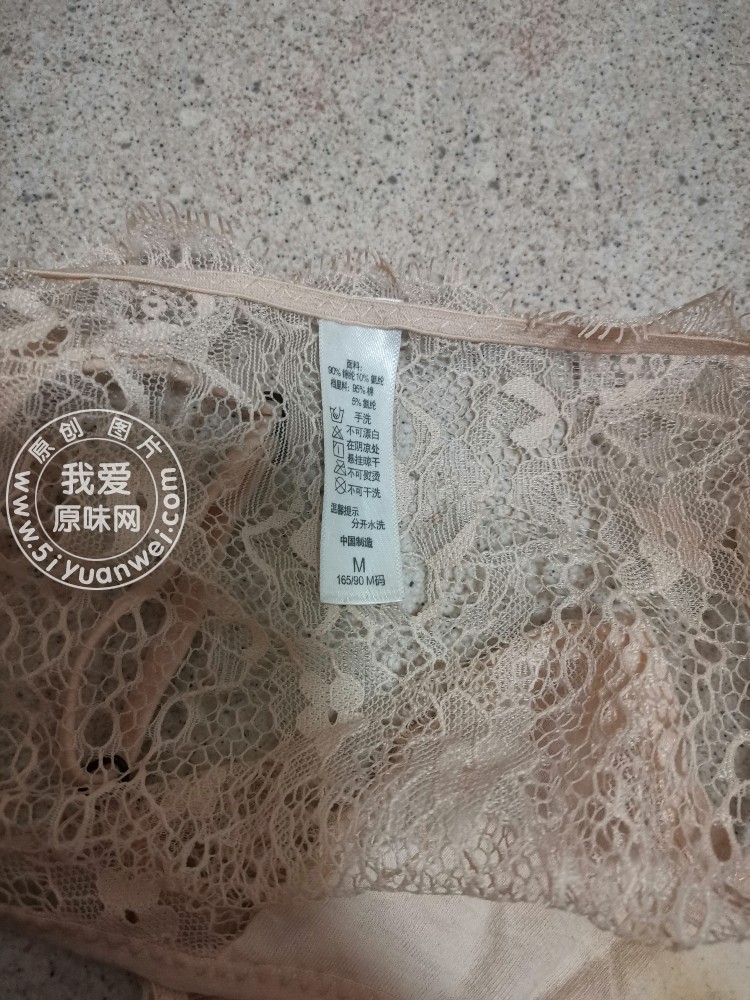 面料:
90% 锦纶 10% 氨纶
裆里料: 95% 棉
5% 氨纶
手洗
不可漂白
在阴凉处
悬挂晾干
不可熨烫
不可干洗
温馨提示
分开水洗
中国制造
M
165/90 M码
原创 图片
我爱
原味网
www.5iyuanwei.com